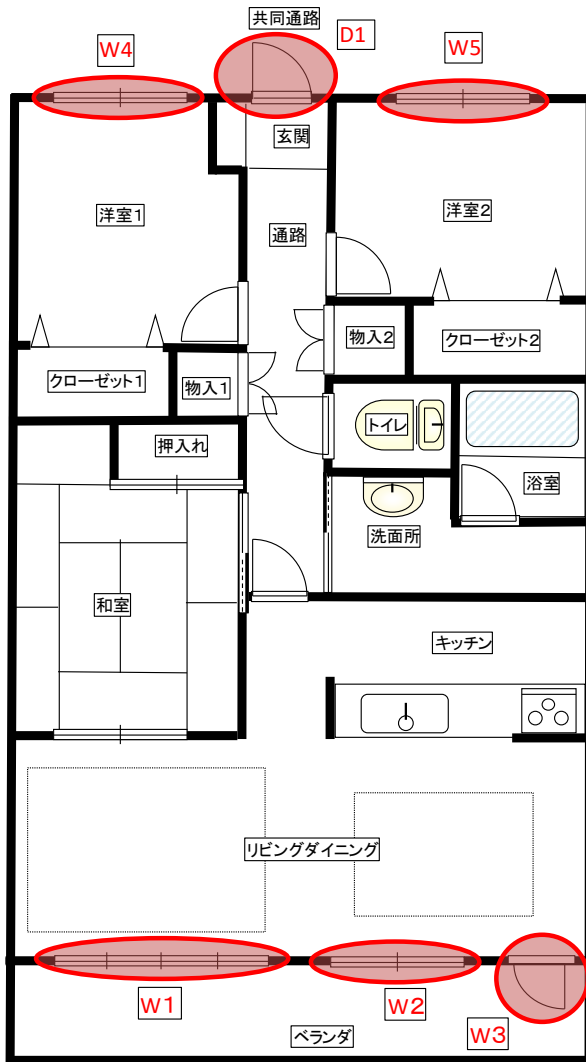 共同通路
D1
W4
W5
玄関
洋室1
洋室2
通路
物入2
クローゼット2
クローゼット1
物入1
トイレ
押入れ
浴室
洗面所
和室
キッチン
リビングダイニング
W1
W2
W3
ベランダ